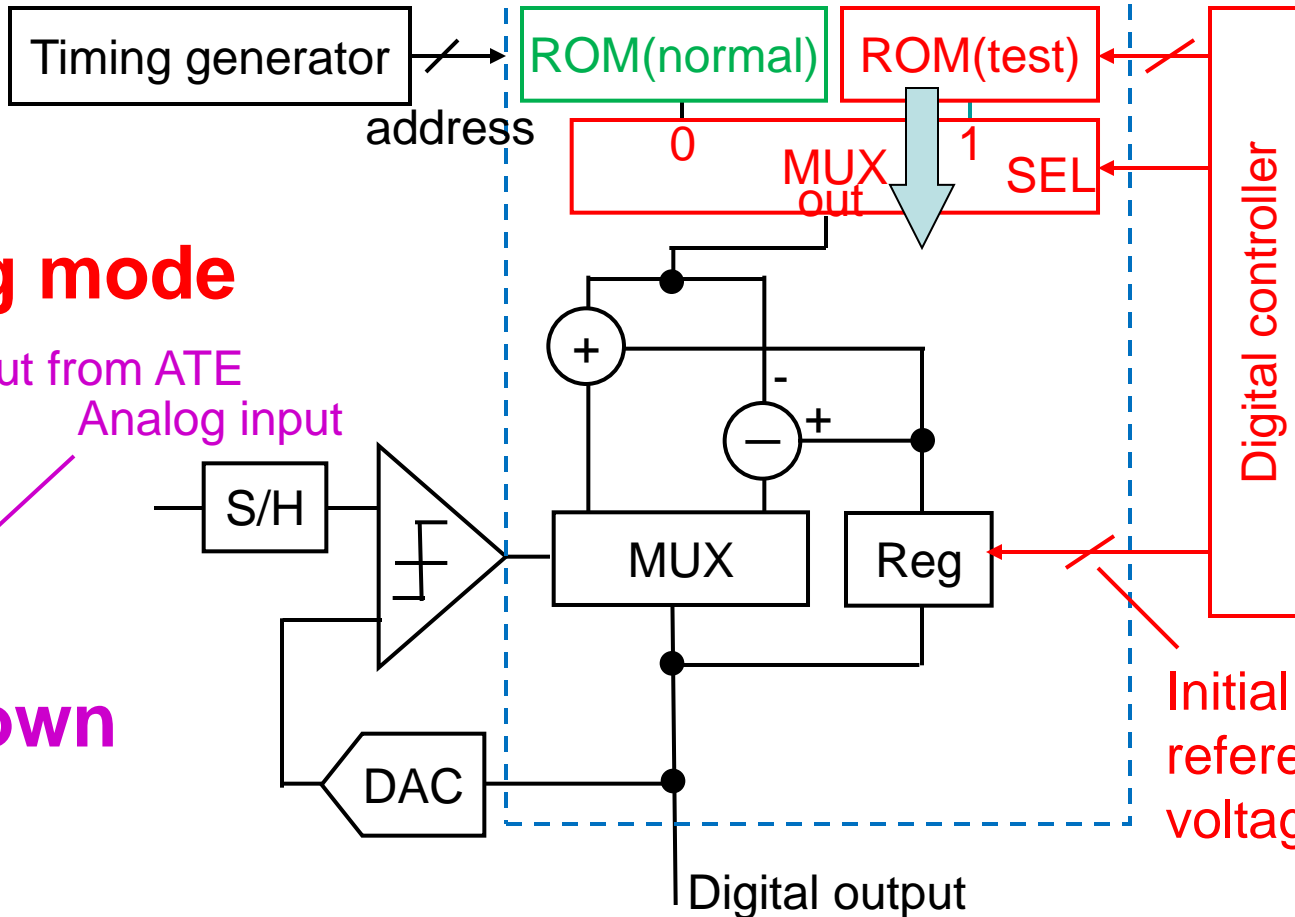 Timing generator
ROM(normal)
ROM(test)
address
0
1
MUX
out
SEL
Digital controller
g mode
ut from ATE
Analog input
+
-
+
—
S/H
MUX
Reg
own
DAC
Initial
refere
voltag
Digital output